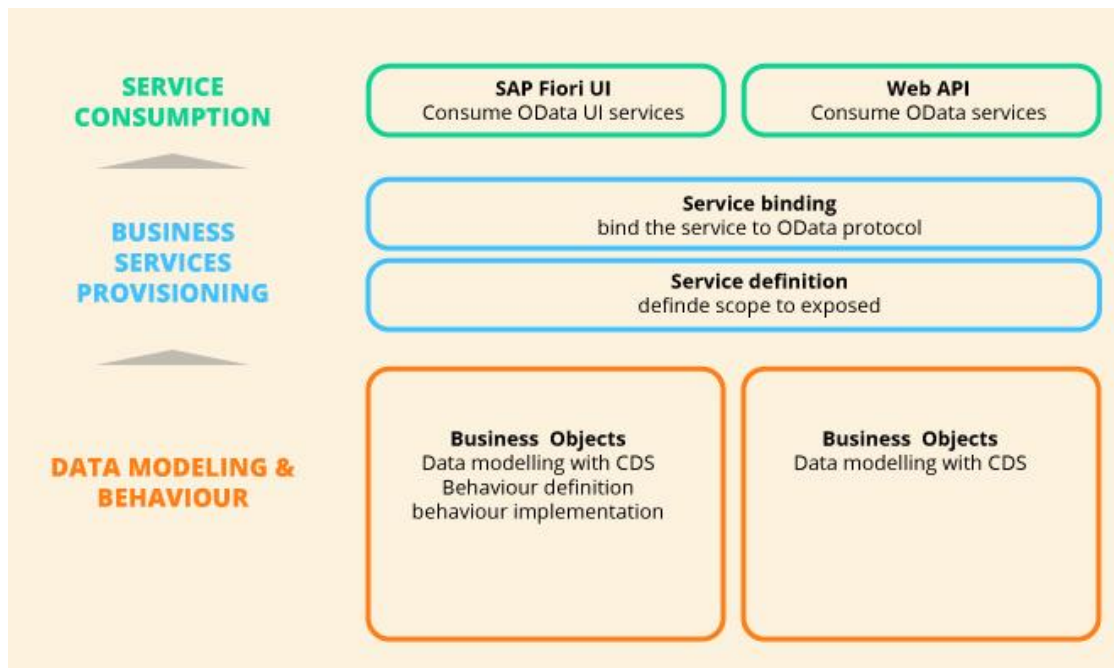 SERVICE
CONSUMPTION
SAP Fiori UI
Consume OData UI services
Web API
Consume OData services
BUSINESS
SERVICES
PROVISIONING
Service binding
bind the service to OData protocol
Service definition
definde scope to exposed
DATA MODELING &
BEHAVIOUR
Business  Objects
Data modelling with CDS
Behaviour definition
behaviour implementation
Business  Objects
Data modelling with CDS